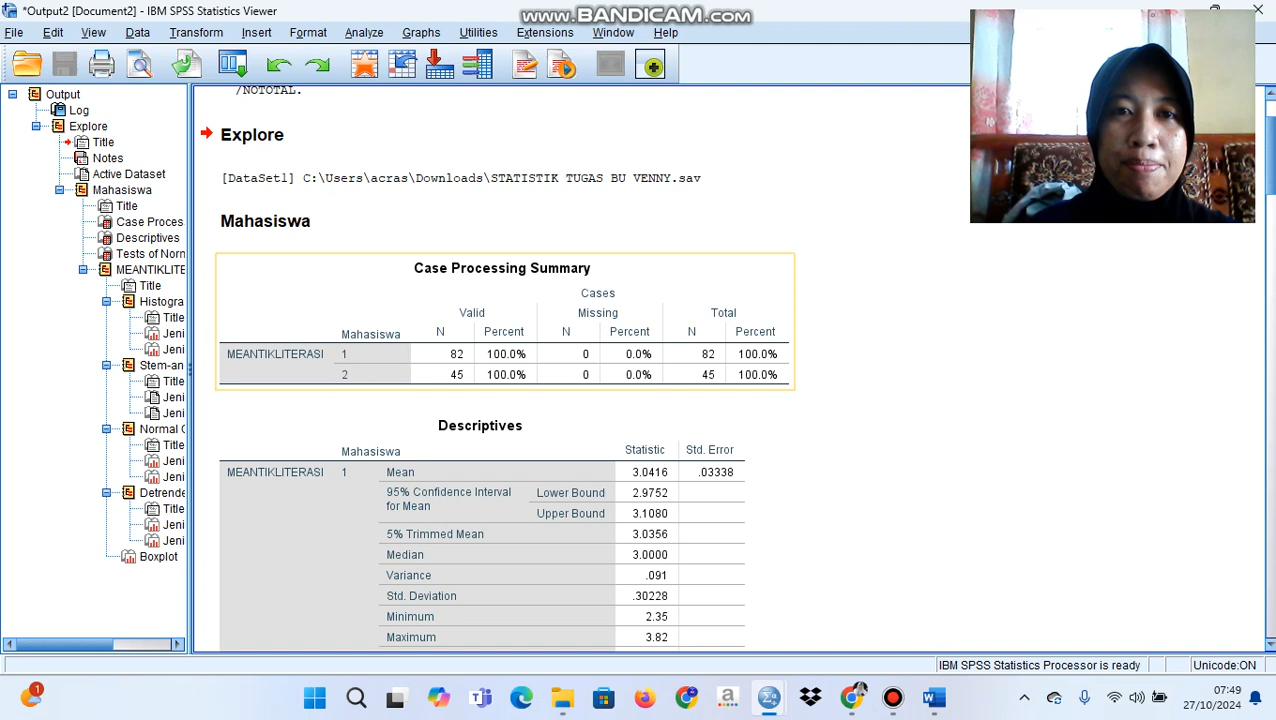 *Output2 [Document2] - IBM SPSS Statistics Viewer
www.BANDICAM.com
File Edit View Data Transform Insert Format Analyze Graphs Utilities Extensions Window Help
Output
Log
Explore
Title
Notes
Active Dataset
Mahasiswa
Title
Case Proces
Descriptives
Tests of Norn
MEANTIKLITE
Title
Histogra
Title
Jeni
Jeni
Stem-an
Title
Jeni
Jeni
Normal Q
Title
Jeni
Jeni
Detrende
Title
Jeni
Jeni
Boxplot
/NOTOTAL.
Explore
[DataSet1] C:\Users\acras\Downloads\STATISTIK TUGAS BU VENNY.sav
Mahasiswa
Case Processing Summary
Cases
Valid Missing Total
Mahasiswa N Percent N Percent N Percent
MEANTIKLITERASI 1 82 100.0% 0 0.0% 82 100.0%
2 45 100.0% 0 0.0% 45 100.0%
Descriptives
Mahasiswa Statistic Std. Error
MEANTIKLITERASI 1 Mean 3.0416 .03338
95% Confidence Interval for Mean Lower Bound 2.9752
Upper Bound 3.1080
5% Trimmed Mean 3.0356
Median 3.0000
Variance .091
Std. Deviation .30228
Minimum 2.35
Maximum 3.82
IBM SPSS Statistics Processor is ready Unicode:ON
1
07:49
27/10/2024